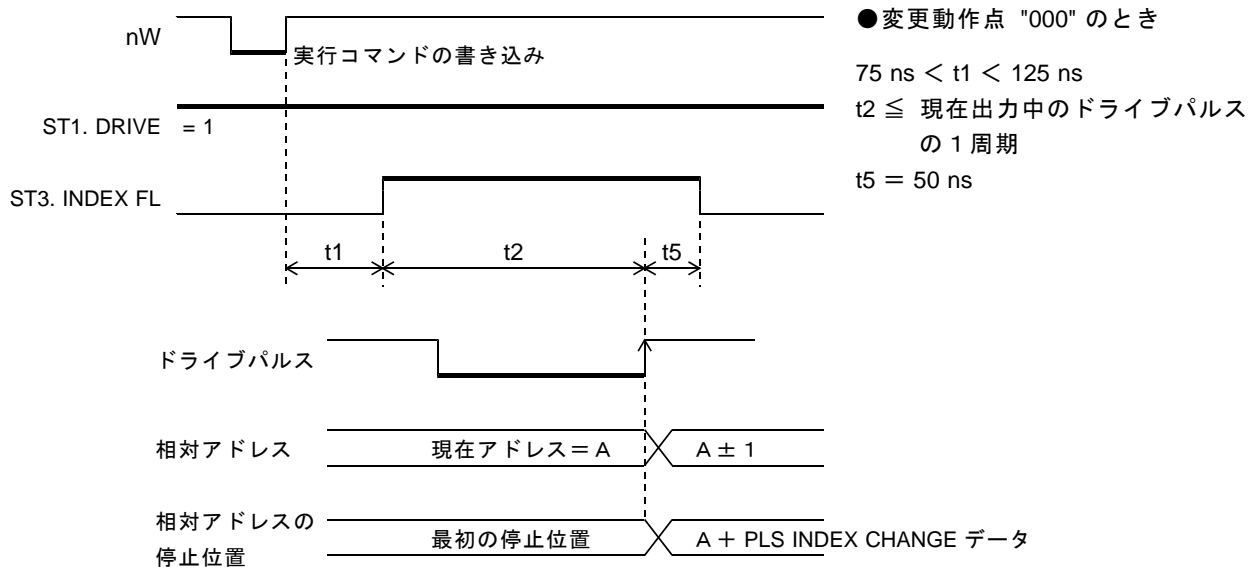 ●変更動作点 "000" のとき
nW
実行コマンドの書き込み
75 ns ＜ t1 ＜ 125 ns
t2 ≦ 現在出力中のドライブパルス
の１周期
ST1. DRIVE = 1
t5 ＝ 50 ns
ST3. INDEX FL
t1 t2 t5
ドライブパルス
相対アドレス 現在アドレス＝Ａ Ａ ± 1
相対アドレスの
停止位置
最初の停止位置 Ａ ＋ PLS INDEX CHANGE データ